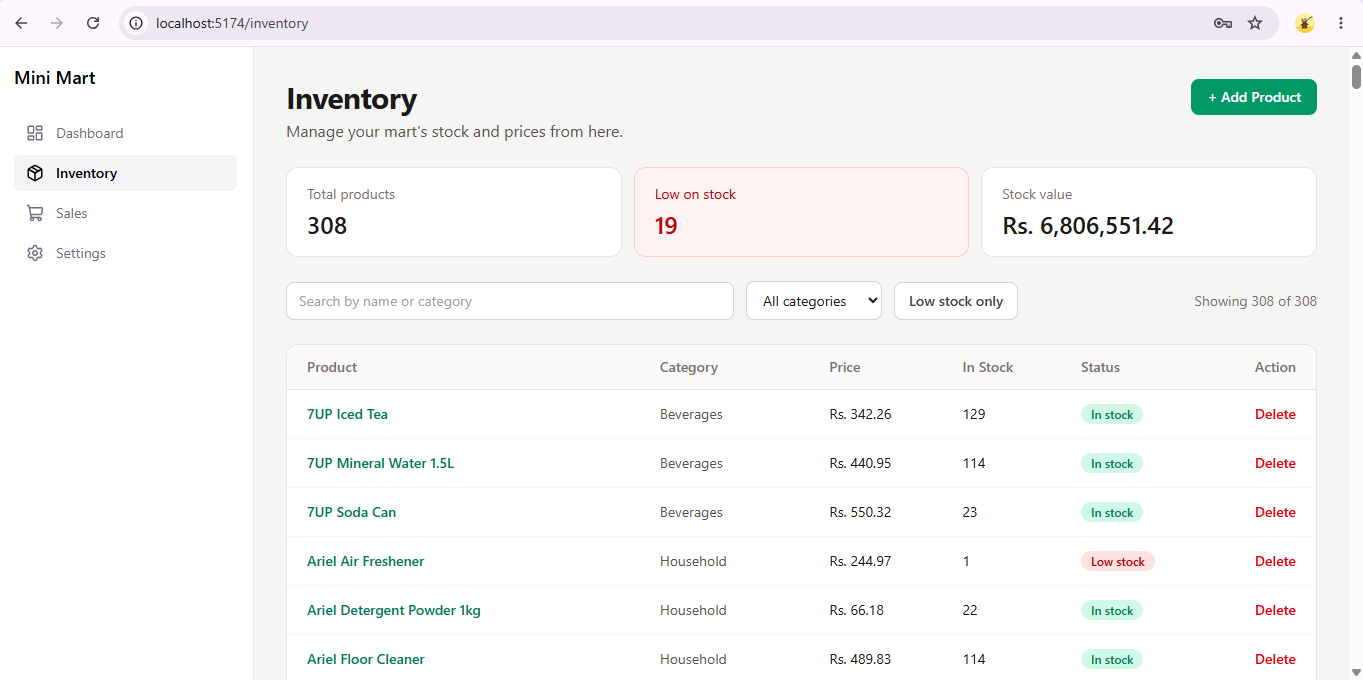 localhost:5174/inventory
Mini Mart
Dashboard
Inventory
Sales
Settings
Inventory
Manage your mart's stock and prices from here.
+ Add Product
Total products
308
Low on stock
19
Stock value
Rs. 6,806,551.42
Search by name or category
All categories
Low stock only
Showing 308 of 308
Product Category Price In Stock Status Action
7UP Iced Tea Beverages Rs. 342.26 129 In stock Delete
7UP Mineral Water 1.5L Beverages Rs. 440.95 114 In stock Delete
7UP Soda Can Beverages Rs. 550.32 23 In stock Delete
Ariel Air Freshener Household Rs. 244.97 1 Low stock Delete
Ariel Detergent Powder 1kg Household Rs. 66.18 22 In stock Delete
Ariel Floor Cleaner Household Rs. 489.83 114 In stock Delete